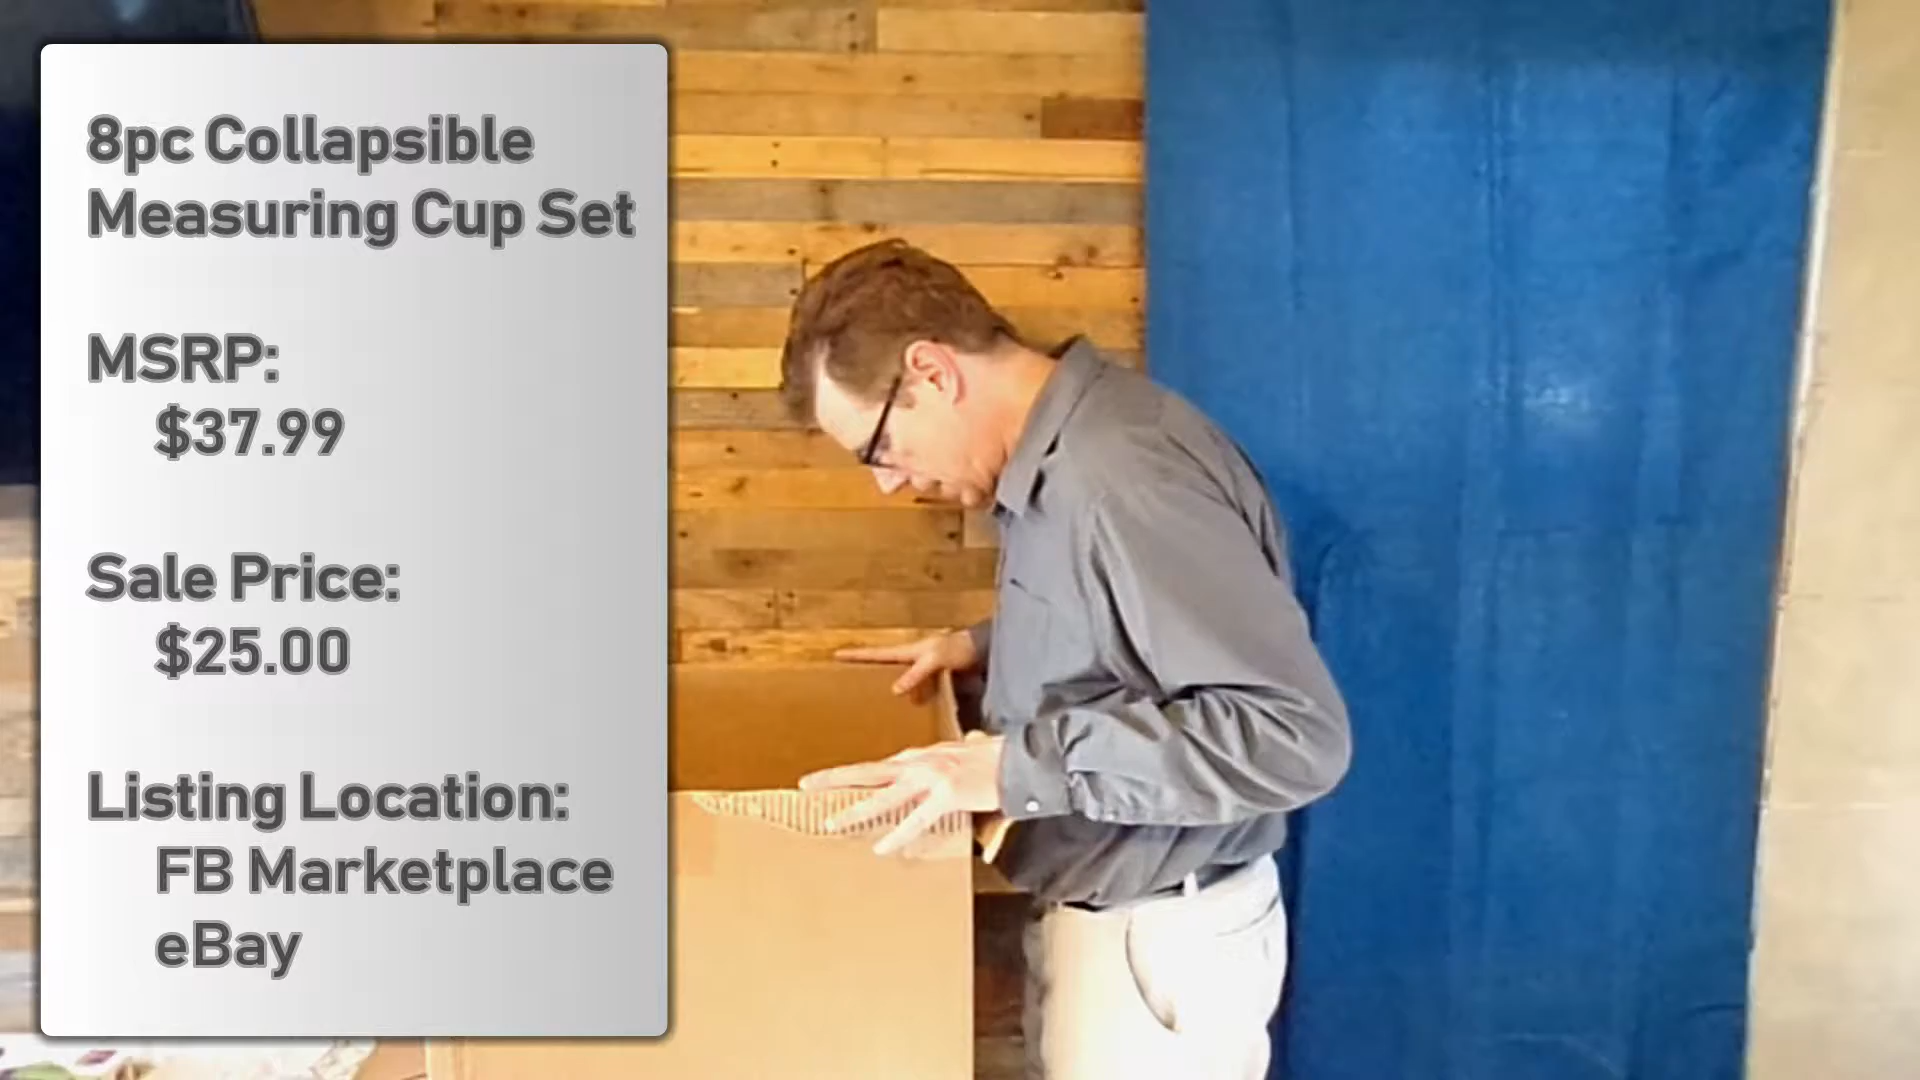 8pc Collapsible
Measuring Cup Set
MSRP:
$37.99
Sale Price:
$25.00
Listing Location:
FB Marketplace
eBay